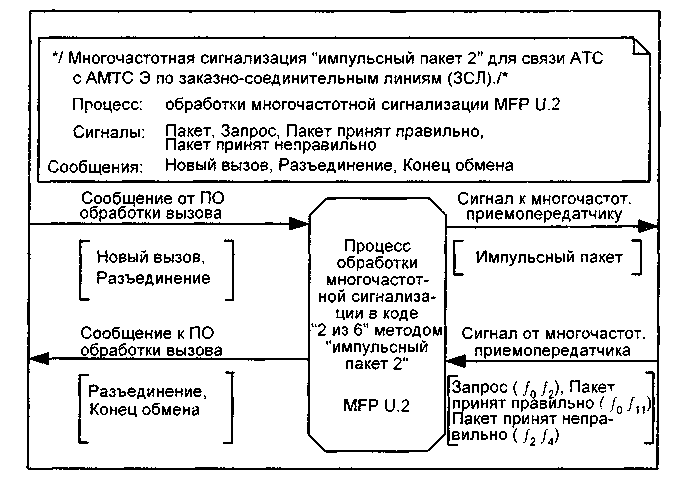 */ Многочастотная сигнализация "импульсный пакет 2" для связи АТС
с АМТС Э по заказно-соединительным линиям (ЗСЛ)./*
Процесс: обработки многочастотной сигнализации MFP U.2
Сигналы: Пакет, Запрос, Пакет принят правильно,
Пакет принят неправильно
Сообщения: Новый вызов, Разъединение, Конец обмена
Сообщение от ПО
обработки вызова
Новый вызов,
Разъединение
Сообщение к ПО
обработки вызова
Разъединение,
Конец обмена
Процесс
обработки
многочастот-
ной сигнализа-
ции в коде
"2 из 6" методом
"импульсный
пакет 2"
MFP U.2
Сигнал к многочастот.
приемопередатчику
Импульсный пакет
Сигнал от многочастот.
приемопередатчика
Запрос ( f0 f2), Пакет
принят правильно ( f0 f11)
Пакет принят непра-
вильно ( f2 f4)